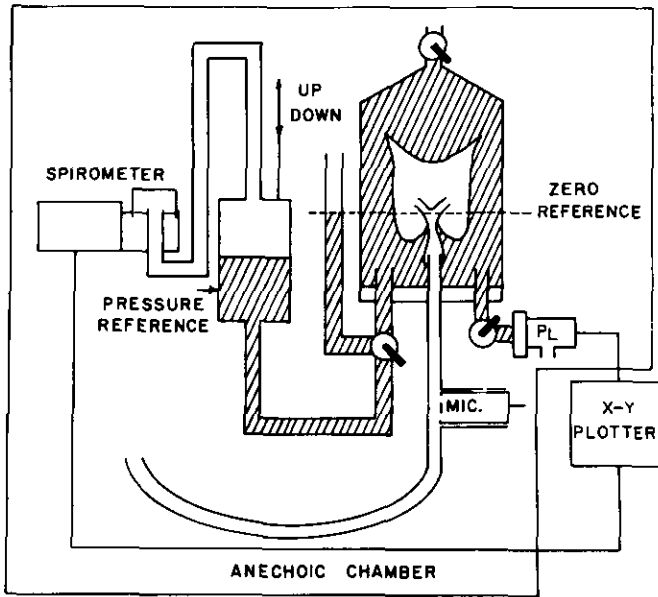 UP
DOWN
SPIROMETER
ZERO
REFERENCE
PRESSURE
REFERENCE
PL
MIC.
X-Y
PLOTTER
ANECHOIC CHAMBER